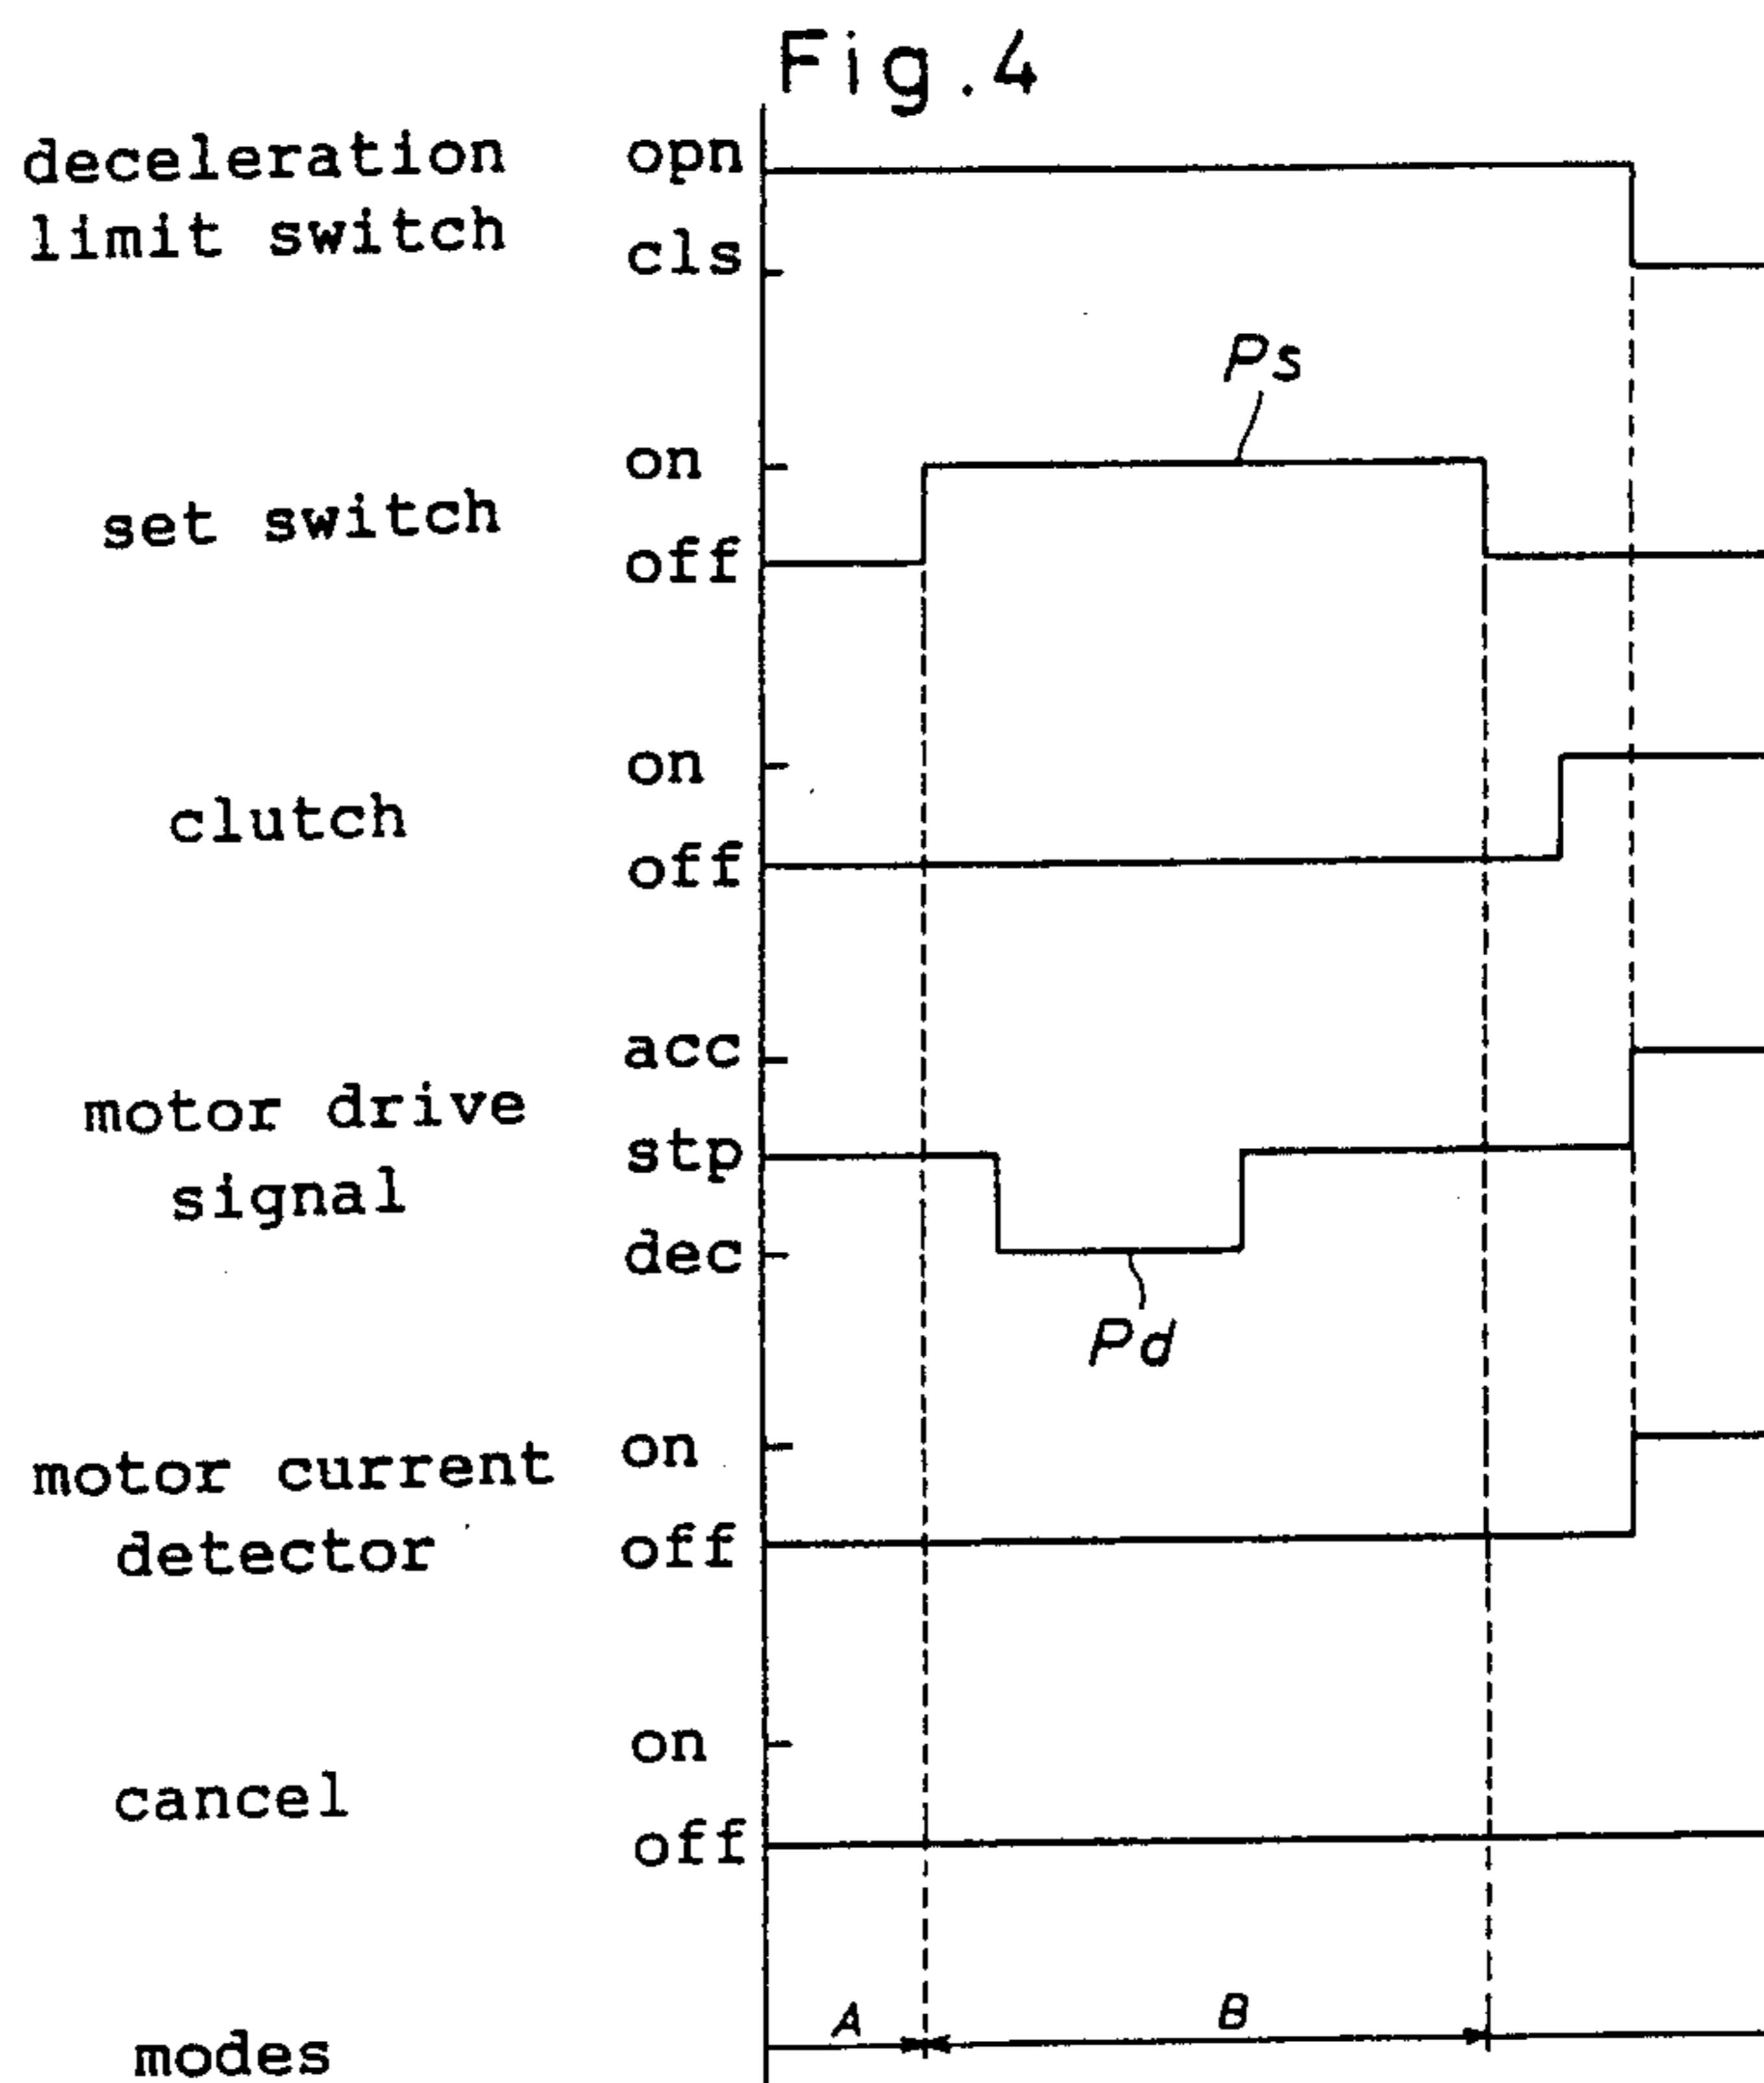 Fig.4
deceleration
limit switch
opn
cls
Ps
set switch
on
off
clutch
on
off
motor drive
signal
acc
stp
dec
Pd
motor current
detector
on
off
cancel
on
off
modes
A
B